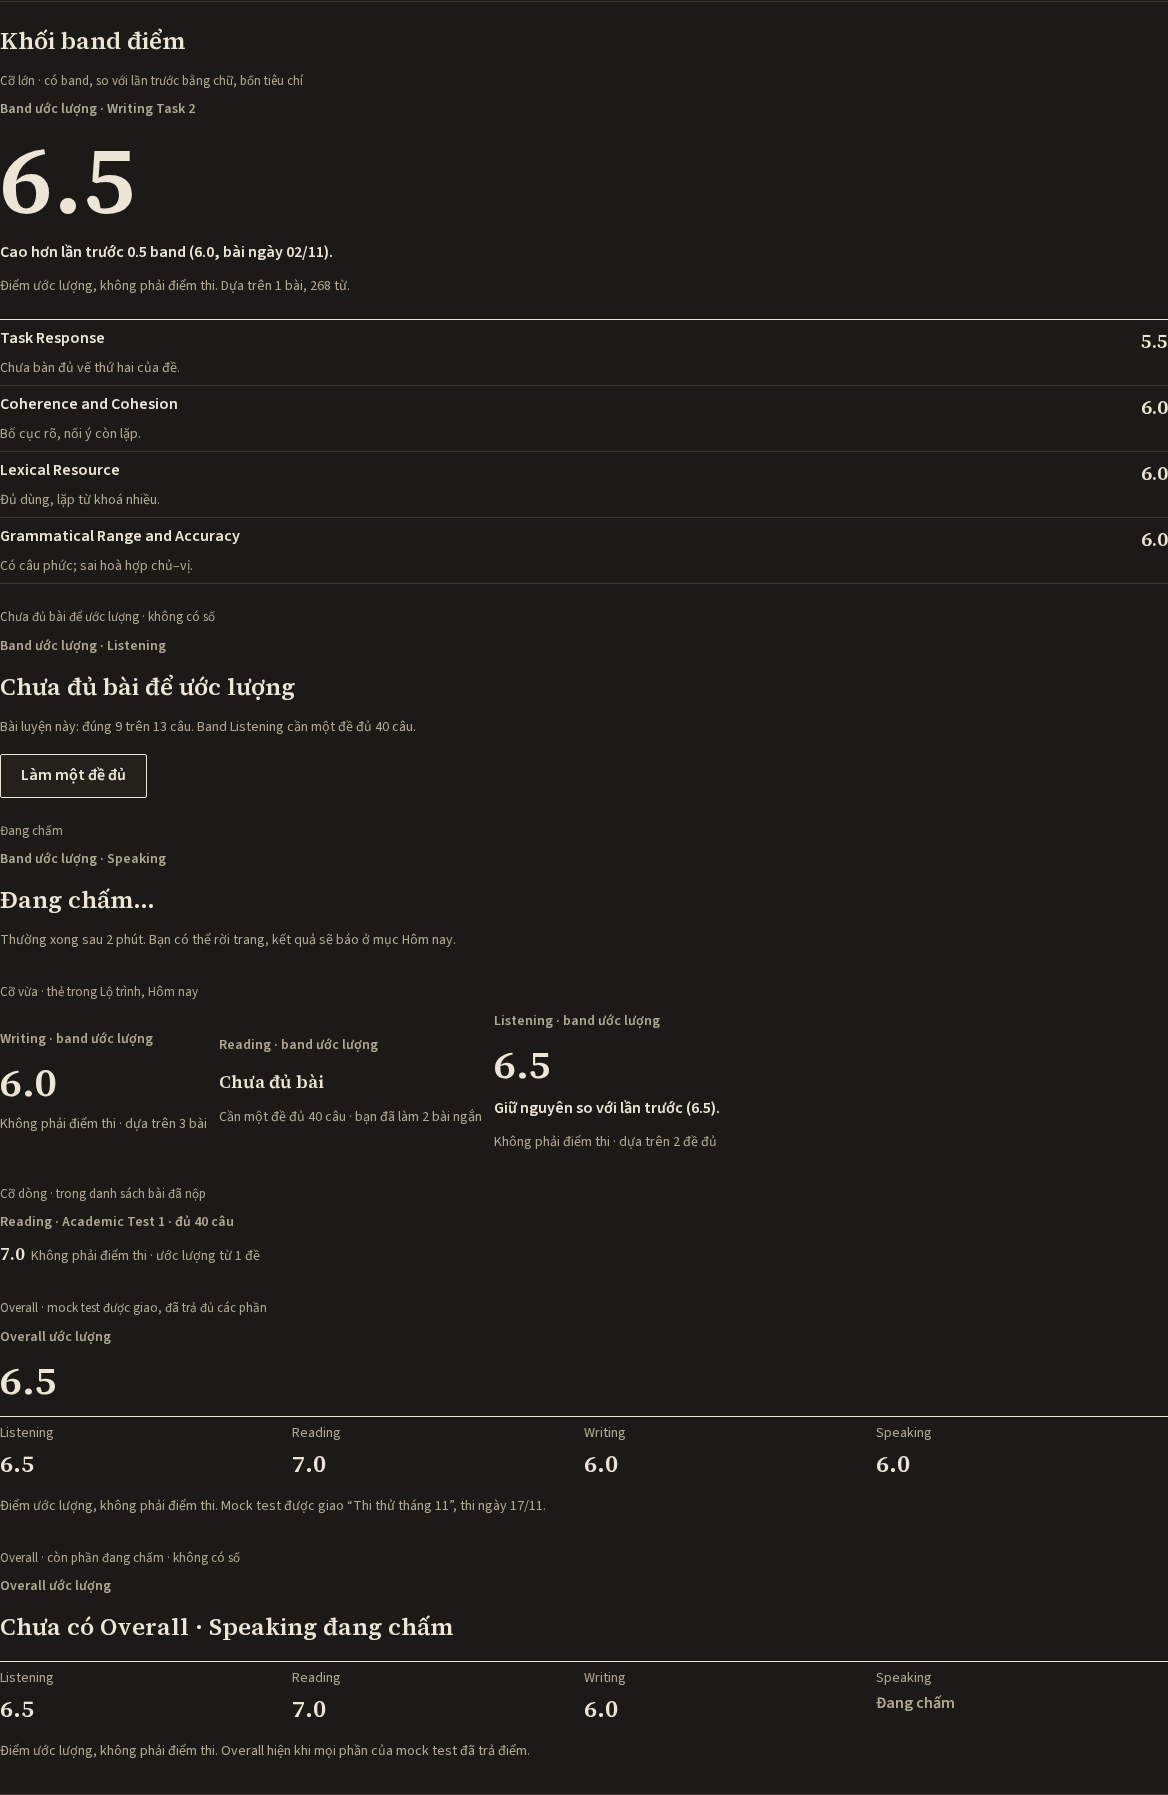 Khối band điểm
Cỡ lớn · có band, so với lần trước bằng chữ, bốn tiêu chí
Band ước lượng · Writing Task 2
6.5
Cao hơn lần trước 0.5 band (6.0, bài ngày 02/11).
Điểm ước lượng, không phải điểm thi. Dựa trên 1 bài, 268 từ.
Task Response
5.5
Chưa bàn đủ vế thứ hai của đề.
Coherence and Cohesion
6.0
Bố cục rõ, nối ý còn lặp.
Lexical Resource
6.0
Đủ dùng, lặp từ khoá nhiều.
Grammatical Range and Accuracy
6.0
Có câu phức; sai hoà hợp chủ–vị.
Chưa đủ bài để ước lượng · không có số
Band ước lượng · Listening
Chưa đủ bài để ước lượng
Bài luyện này: đúng 9 trên 13 câu. Band Listening cần một đề đủ 40 câu.
Làm một đề đủ
Đang chấm
Band ước lượng · Speaking
Đang chấm…
Thường xong sau 2 phút. Bạn có thể rời trang, kết quả sẽ báo ở mục Hôm nay.
Cỡ vừa · thẻ trong Lộ trình, Hôm nay
Writing · band ước lượng
6.0
Không phải điểm thi · dựa trên 3 bài
Reading · band ước lượng
Chưa đủ bài
Cần một đề đủ 40 câu · bạn đã làm 2 bài ngắn
Listening · band ước lượng
6.5
Giữ nguyên so với lần trước (6.5).
Không phải điểm thi · dựa trên 2 đề đủ
Cỡ dòng · trong danh sách bài đã nộp
Reading · Academic Test 1 · đủ 40 câu
7.0 Không phải điểm thi · ước lượng từ 1 đề
Overall · mock test được giao, đã trả đủ các phần
Overall ước lượng
6.5
Listening
6.5
Reading
7.0
Writing
6.0
Speaking
6.0
Điểm ước lượng, không phải điểm thi. Mock test được giao “Thi thử tháng 11”, thi ngày 17/11.
Overall · còn phần đang chấm · không có số
Overall ước lượng
Chưa có Overall · Speaking đang chấm
Listening
6.5
Reading
7.0
Writing
6.0
Speaking
Đang chấm
Điểm ước lượng, không phải điểm thi. Overall hiện khi mọi phần của mock test đã trả điểm.